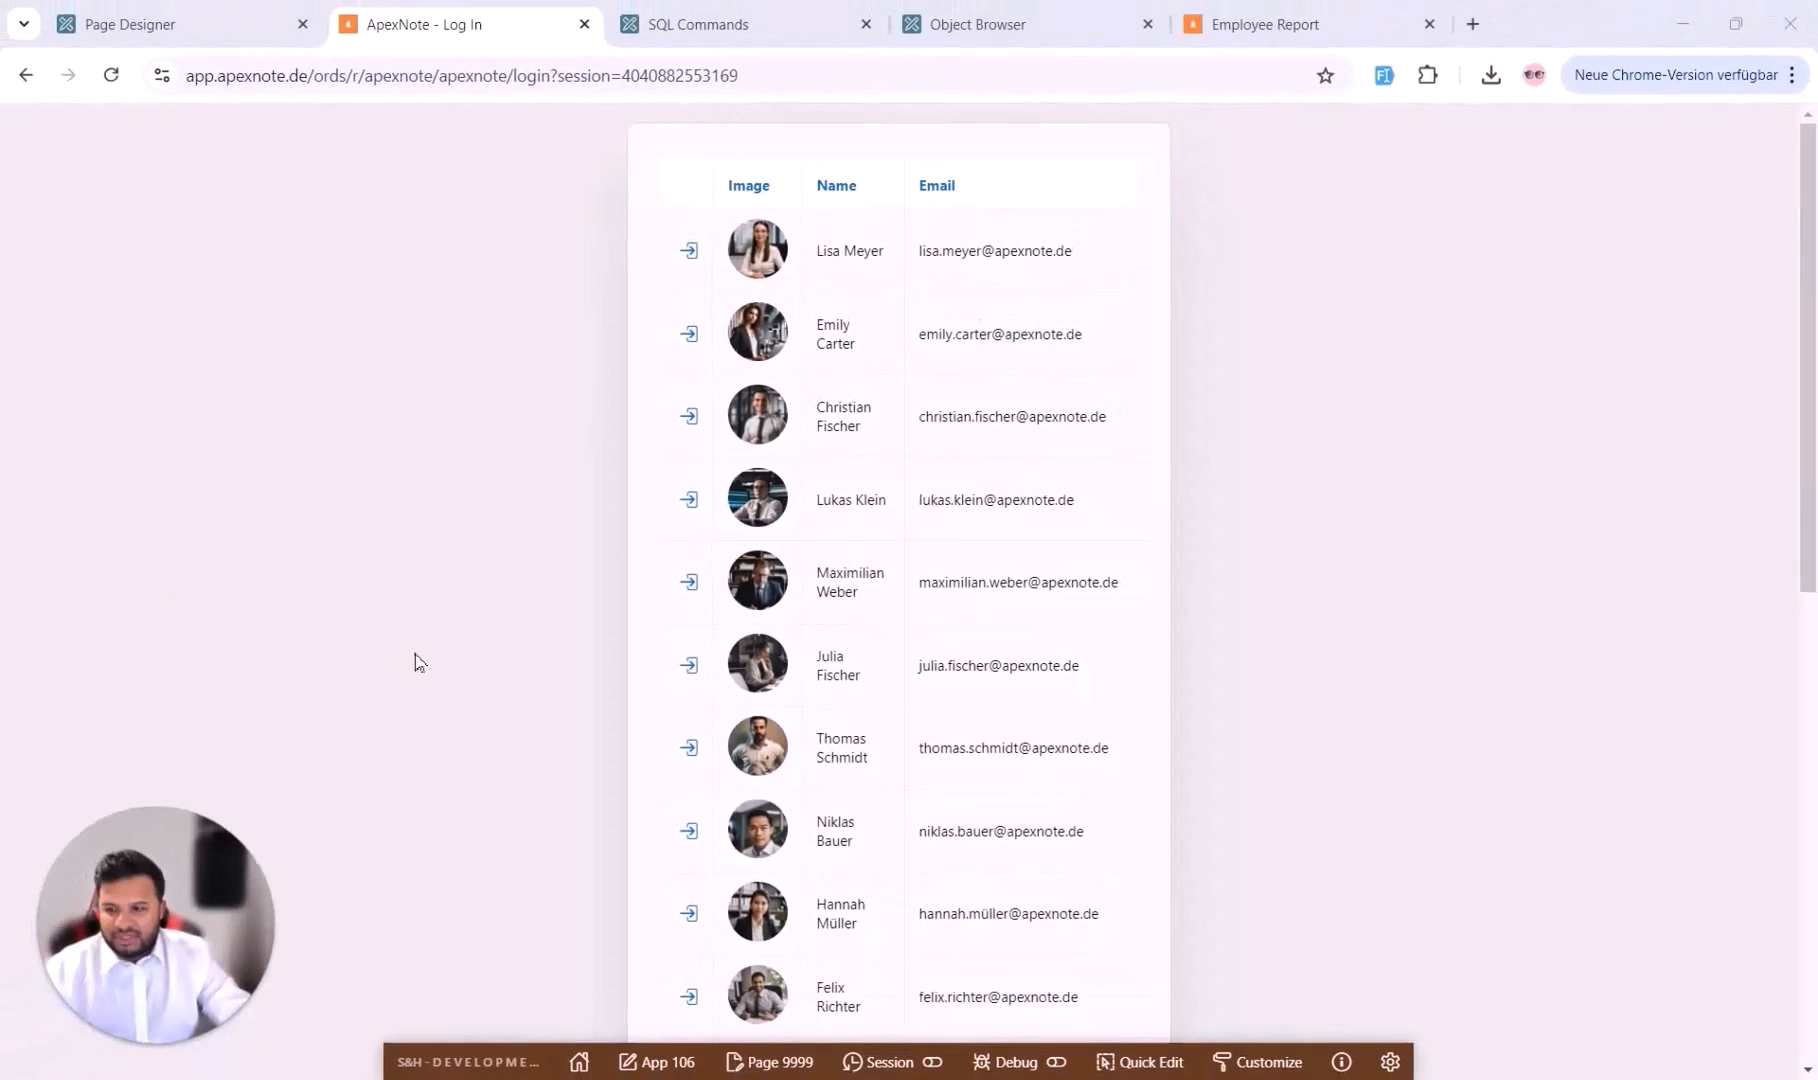 Page Designer
ApexNote - Log In
SQL Commands
Object Browser
Employee Report
app.apexnote.de/ords/r/apexnote/apexnote/login?session=4040882553169
Neue Chrome-Version verfügbar
Image Name Email
Lisa Meyer lisa.meyer@apexnote.de
Emily
Carter
emily.carter@apexnote.de
Christian
Fischer
christian.fischer@apexnote.de
Lukas Klein lukas.klein@apexnote.de
Maximilian
Weber
maximilian.weber@apexnote.de
Julia
Fischer
julia.fischer@apexnote.de
Thomas
Schmidt
thomas.schmidt@apexnote.de
Niklas
Bauer
niklas.bauer@apexnote.de
Hannah
Müller
hannah.müller@apexnote.de
Felix
Richter
felix.richter@apexnote.de
S&H-DEVELOPME... App 106 Page 9999 Session Debug Quick Edit Customize